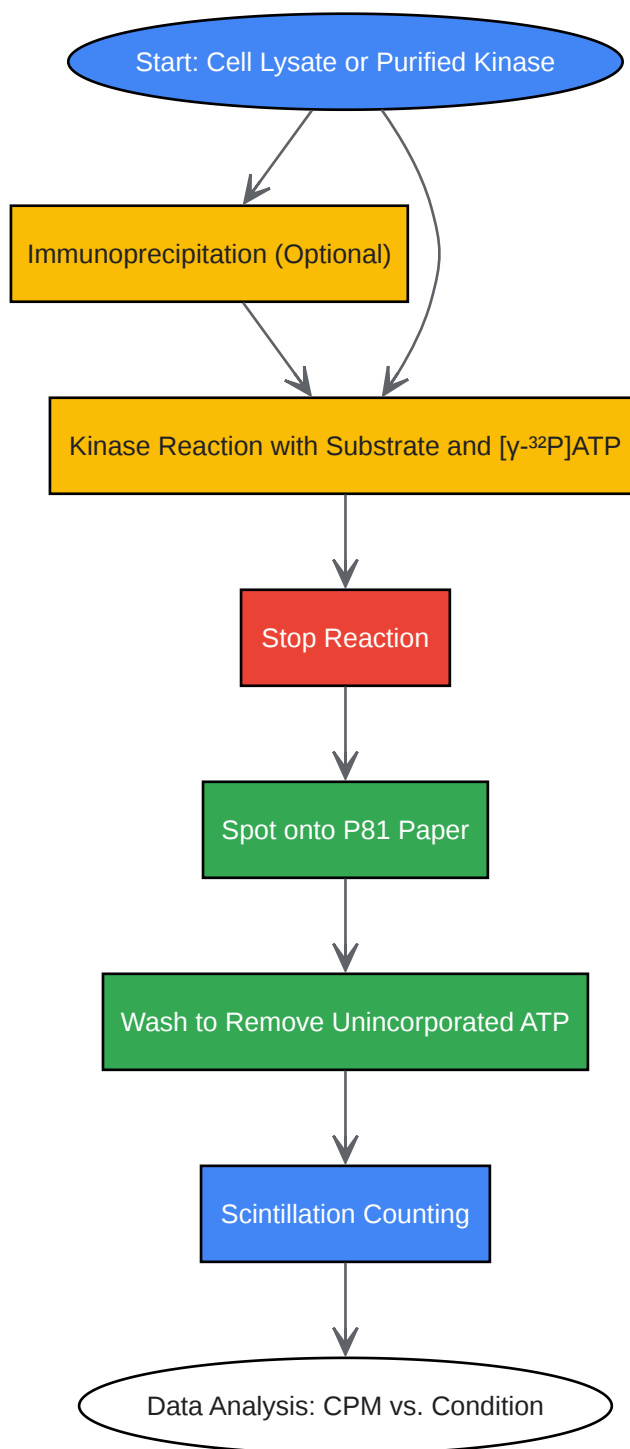 Start: Cell Lysate or Purified Kinase
Immunoprecipitation (Optional)
Kinase Reaction with Substrate and [γ-³²P]ATP
Stop Reaction
Spot onto P81 Paper
Wash to Remove Unincorporated ATP
Scintillation Counting
Data Analysis: CPM vs. Condition